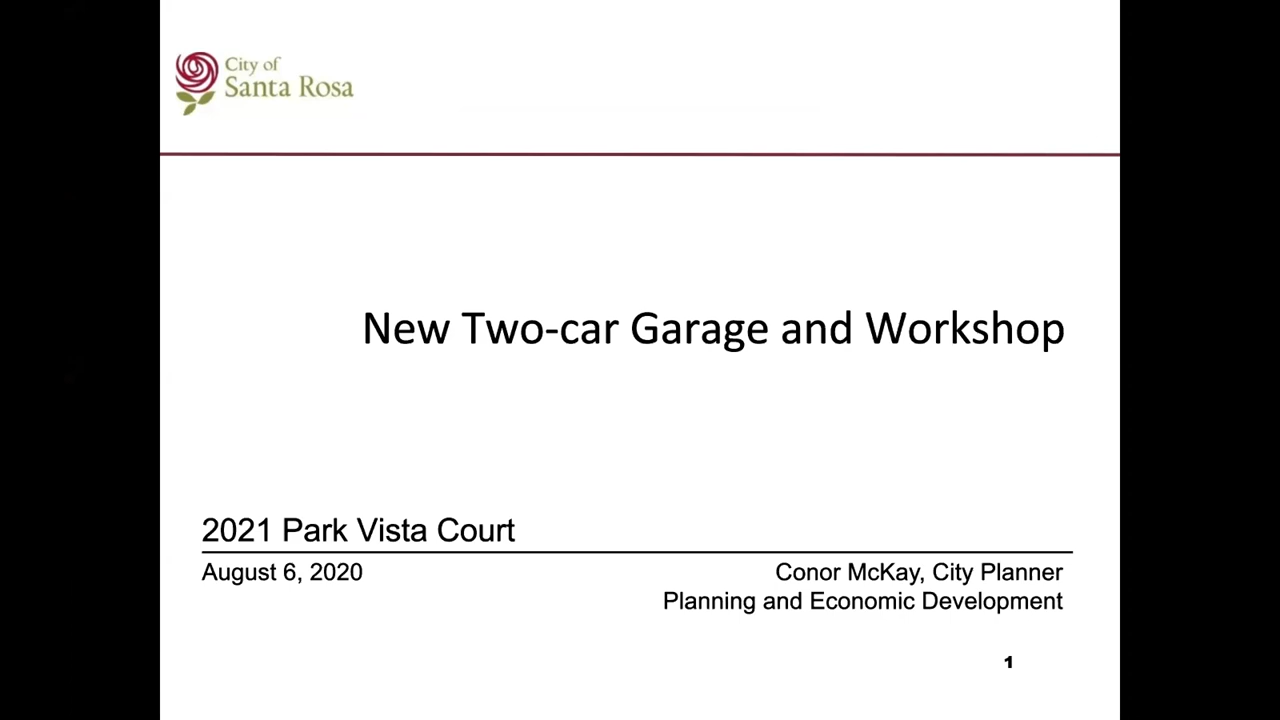 City of
Santa Rosa
New Two-car Garage and Workshop
2021 Park Vista Court
August 6, 2020
Conor McKay, City Planner
Planning and Economic Development
1